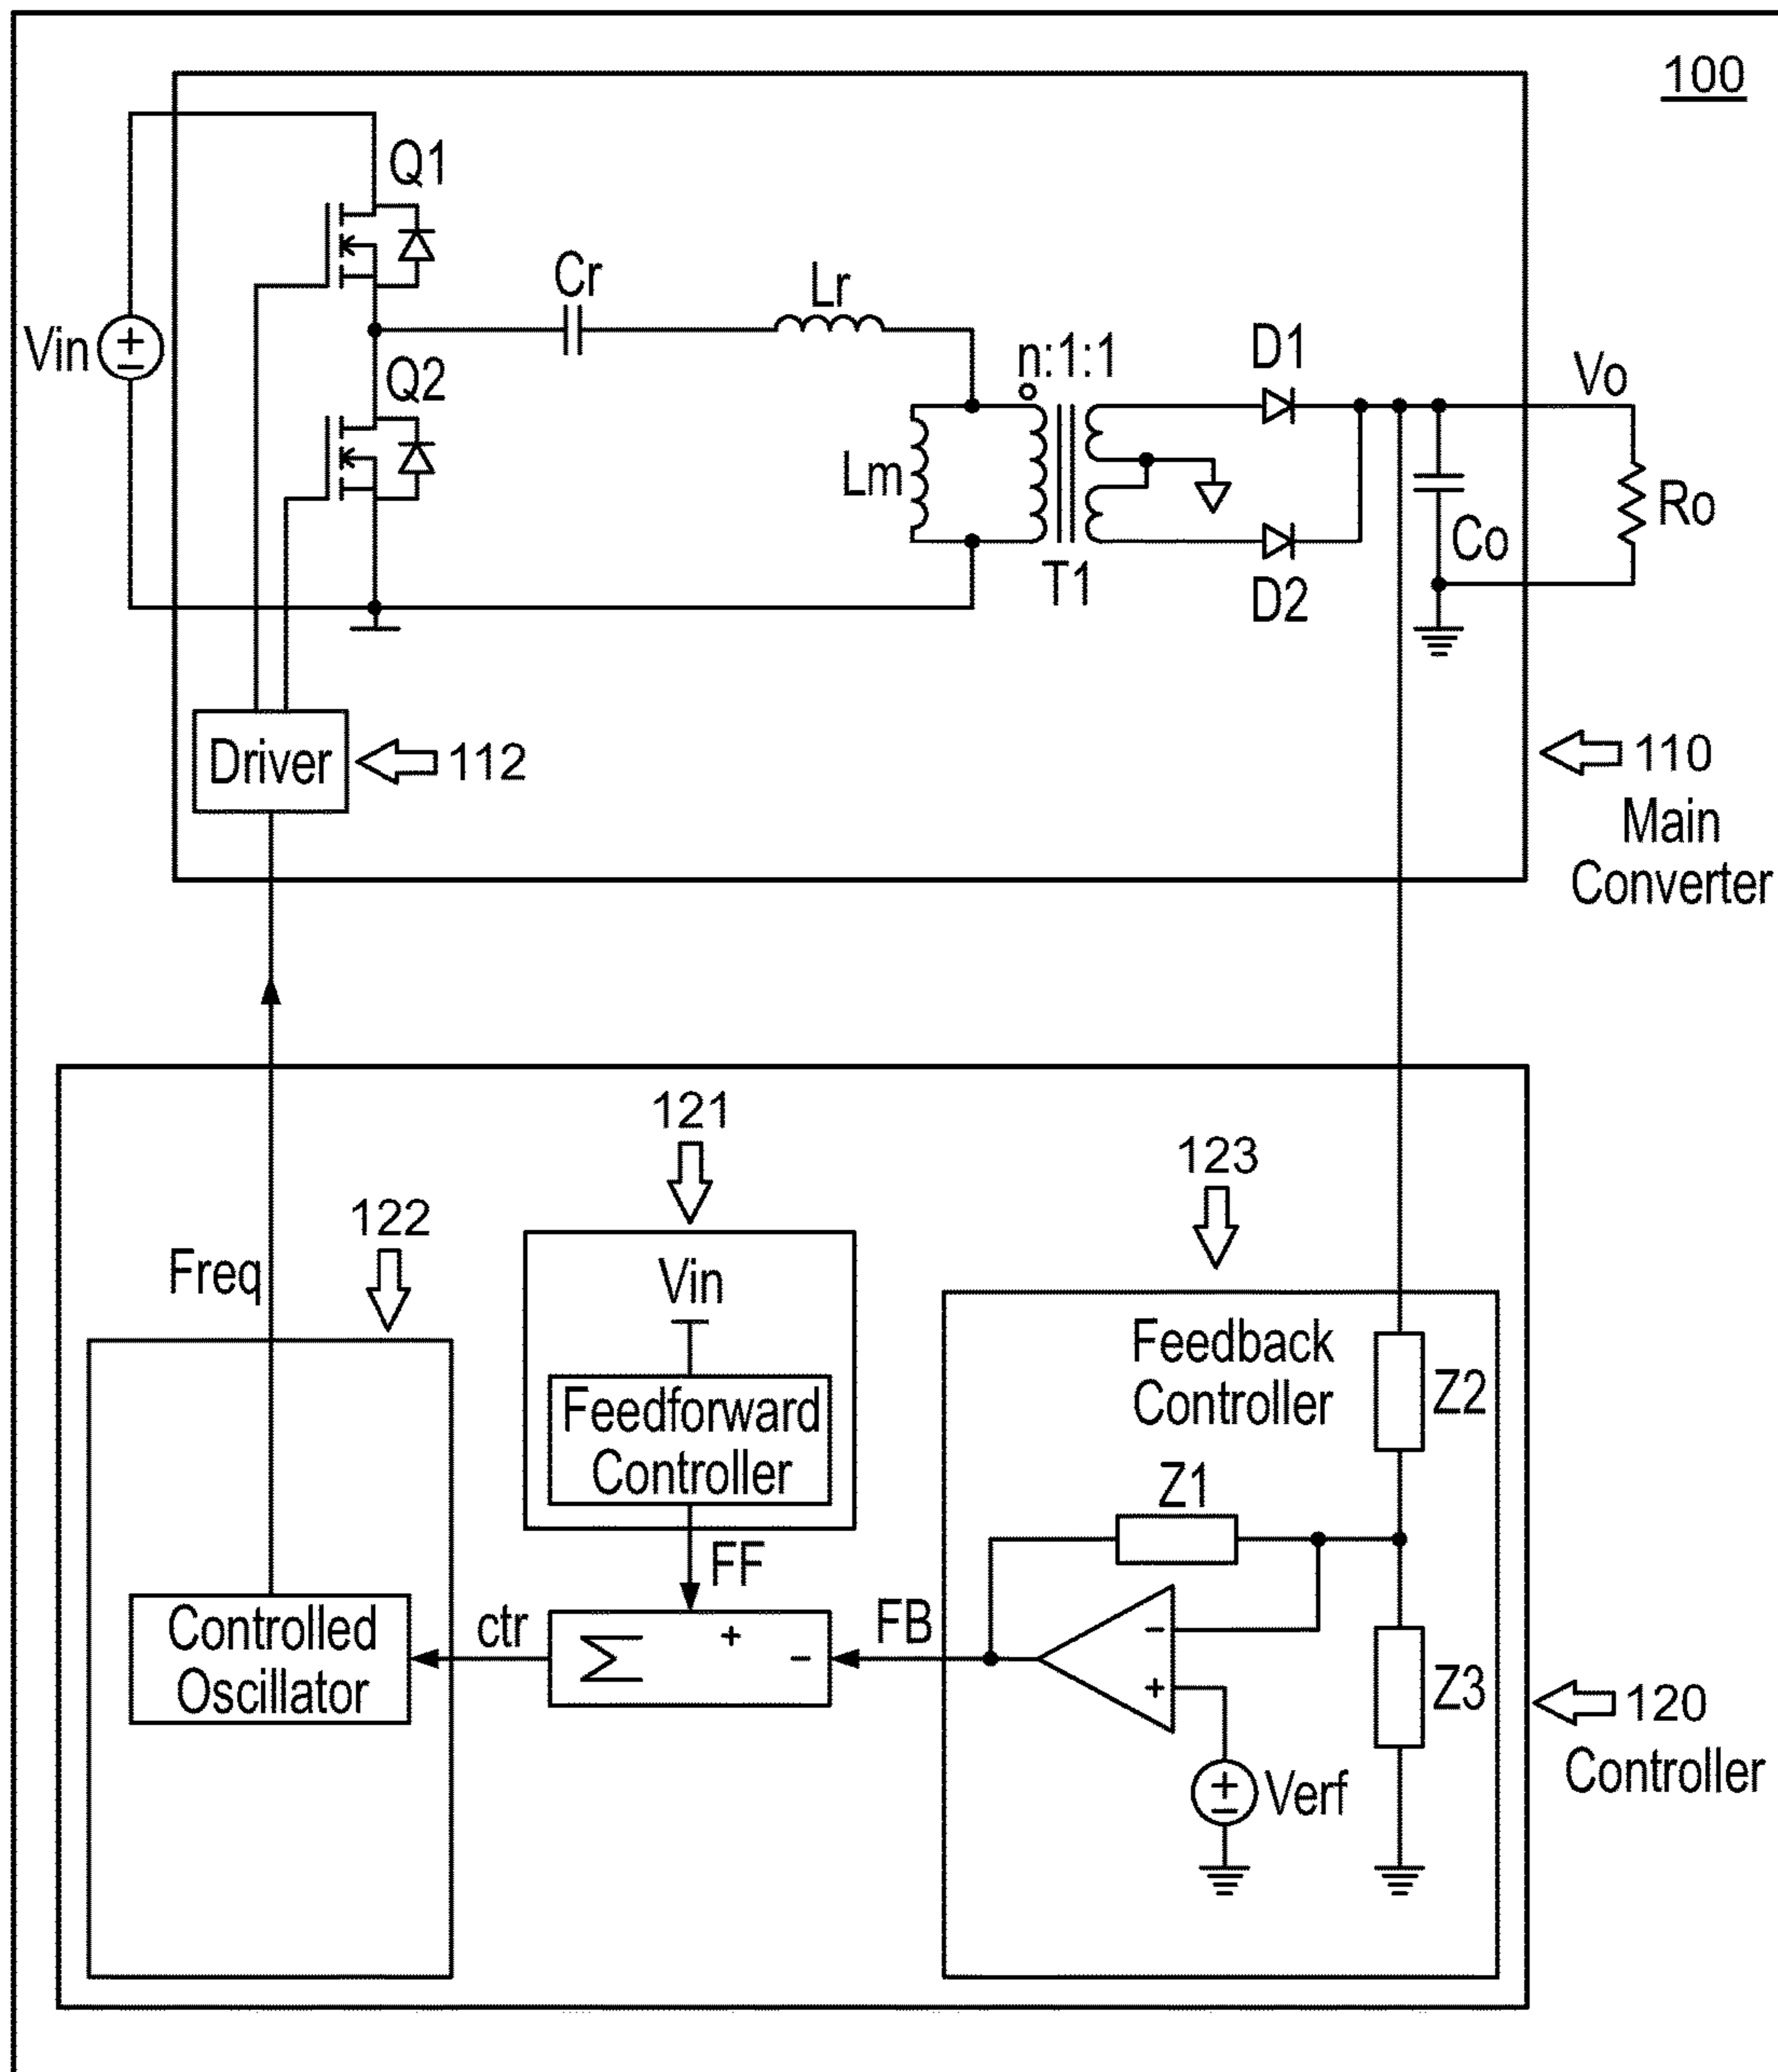 100
Q1
Cr
Lr
Vin
Q2
n:1:1
D1
Vo
Lm
Ro
Co
T1
D2
Driver
112
110
Main
Converter
121
123
122
Freq
Vin
Feedback
Controller
Z2
Feedforward
Controller
Z1
FF
Controlled
Oscillator
ctr
Σ
+
-
FB
-
+
Z3
120
Controller
+
-
Verf